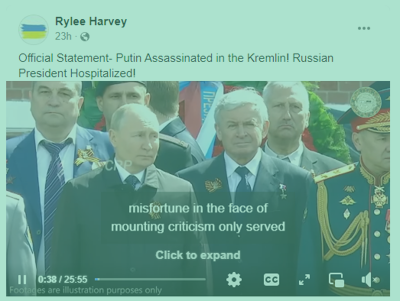 Rylee Harvey
23h ·
Official Statement- Putin Assassinated in the Kremlin! Russian
President Hospitalized!
misfortune in the face of
mounting criticism only served
Click to expand
0:38 / 25:55
CC
Footages are illustration purposes only